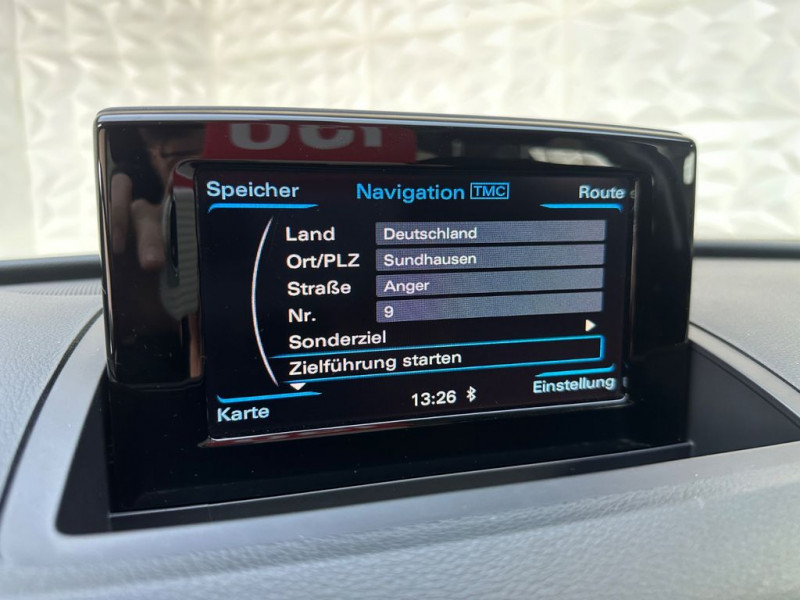 Speicher Navigation TMC Route
Land Deutschland
Ort/PLZ Sundhausen
Straße Anger
Nr. 9
Sonderziel
Zielführung starten
Karte 13:26 Einstellung